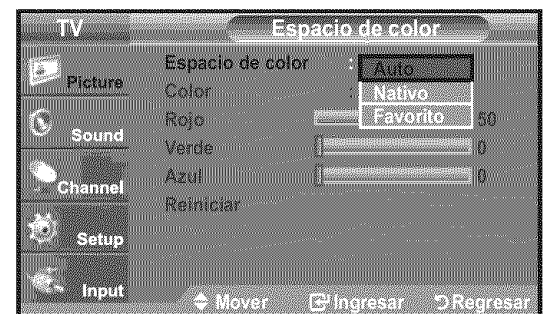 TV
Espacio de color
Picture
Sound
Channel
Setup
Input
Espacio de color : Auto
Nativo
Favorito
Color :
Rojo 50
Verde 0
Azul 0
Reiniciar
Mover Ingresar Regresar